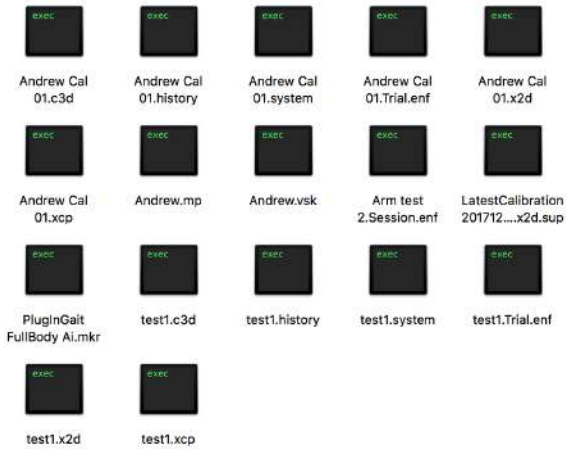 exec exec exec exec exec
Andrew Cal Andrew Cal Andrew Cal Andrew Cal Andrew Cal
01.c3d 01.history 01.system 01.Trial.enf 01.x2d
exec exec exec exec exec
Andrew Cal Andrew.mp Andrew.vsk Arm test LatestCalibration
01.xcp 2.Session.enf 201712....x2d.sup
exec exec exec exec exec
PlugInGait test1.c3d test1.history test1.system test1.Trial.enf
FullBody Ai.mkr
exec exec
test1.x2d test1.xcp